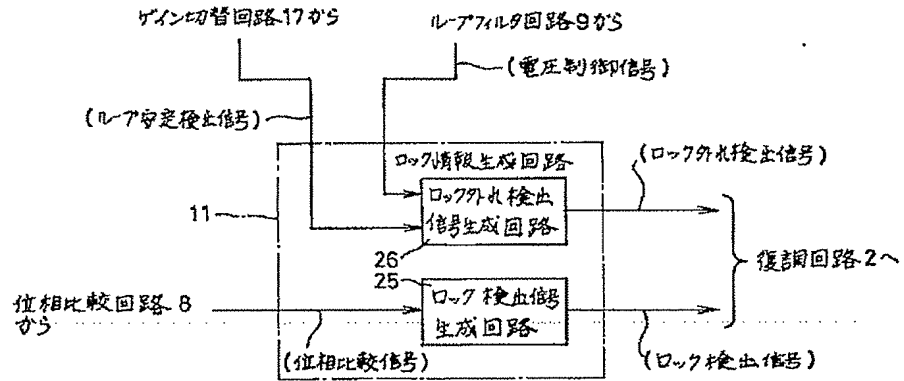 ゲイン切替回路17から
ループフィルタ回路9から
(電圧制御信号)
(ループ安定検出信号)
ロック情報生成回路
(ロック外れ検出信号)
ロック外れ検出
信号生成回路
11
26
復調回路2へ
25
ロック検出信号
生成回路
位相比較回路8
から
(位相比較信号)
(ロック検出信号)